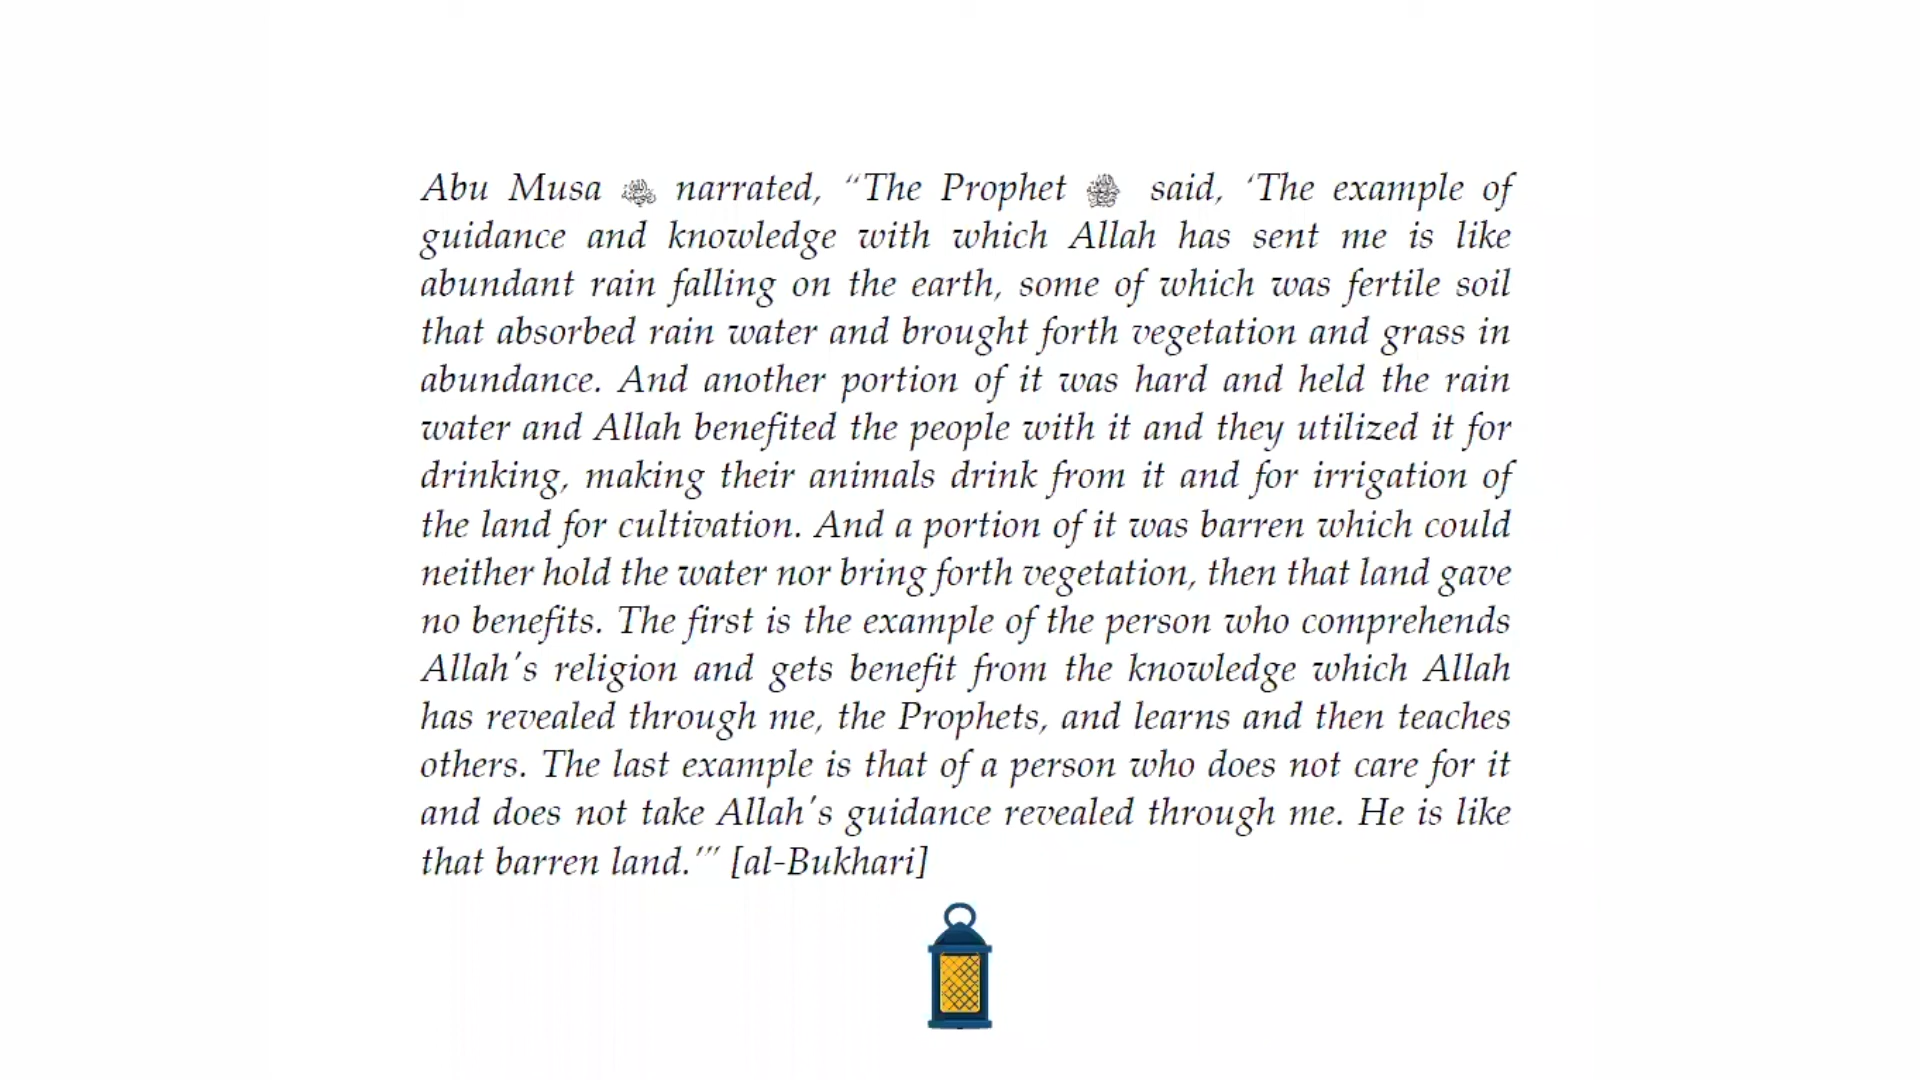 Abu Musa narrated, “The Prophet ﷺ said, ‘The example of
guidance and knowledge with which Allah has sent me is like
abundant rain falling on the earth, some of which was fertile soil
that absorbed rain water and brought forth vegetation and grass in
abundance. And another portion of it was hard and held the rain
water and Allah benefited the people with it and they utilized it for
drinking, making their animals drink from it and for irrigation of
the land for cultivation. And a portion of it was barren which could
neither hold the water nor bring forth vegetation, then that land gave
no benefits. The first is the example of the person who comprehends
Allah's religion and gets benefit from the knowledge which Allah
has revealed through me, the Prophets, and learns and then teaches
others. The last example is that of a person who does not care for it
and does not take Allah's guidance revealed through me. He is like
that barren land.’” [al-Bukhari]